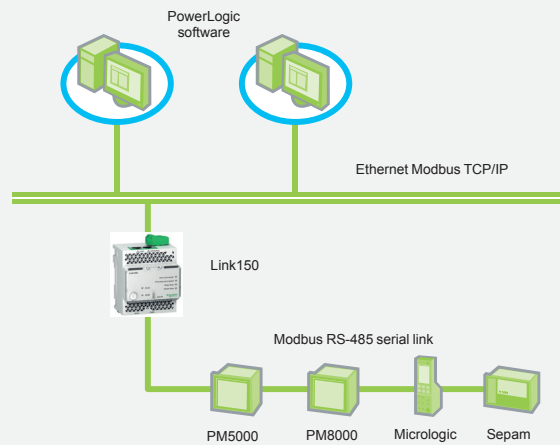 PowerLogic
software
Ethernet Modbus TCP/IP
Link150
Modbus RS-485 serial link
PM5000
PM8000
Micrologic
Sepam